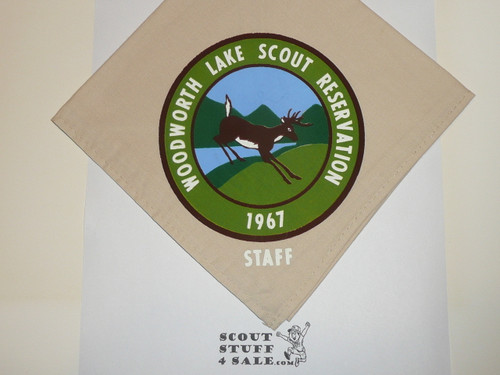 WOODWORTH LAKE SCOUT RESERVATION
1967
STAFF
SCOUT
STUFF
4 SALE.com